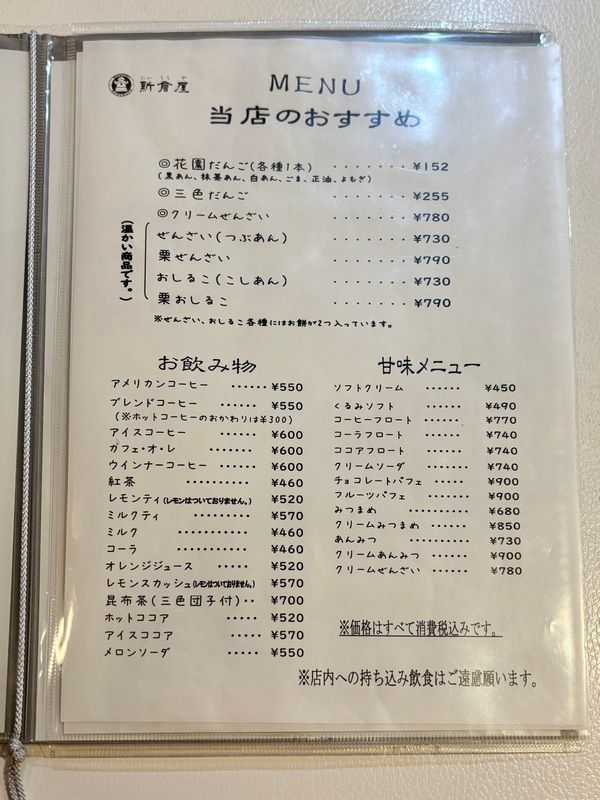 にいくらや
新倉屋
MENU
当店のおすすめ
◎花園だんご(各種1本) ・・・・・・・ ¥152
(黒あん、抹茶あん、白あん、ごま、正油、よもぎ)
◎三色だんご ・・・・・・・ ¥255
◎クリームぜんざい ・・・・・・・ ¥780
(温かい商品です。)
ぜんざい(つぶあん) ・・・・・・・ ¥730
栗ぜんざい ・・・・・・・ ¥790
おしるこ(こしあん) ・・・・・・・ ¥730
栗おしるこ ・・・・・・・ ¥790
※ぜんざい、おしるこ各種にはお餅が2つ入っています。
お飲み物
アメリカンコーヒー ・・・・・・ ¥550
ブレンドコーヒー ・・・・・・ ¥550
(※ホットコーヒーのおかわりは¥300)
アイスコーヒー ・・・・・・ ¥600
カフェ・オ・レ ・・・・・・・ ¥600
ウインナーコーヒー ・・・・・・ ¥600
紅茶 ・・・・・・・・・・ ¥460
レモンティ(レモンはついておりません。) ¥520
ミルクティ ・・・・・・・・・ ¥570
ミルク ・・・・・・・・・・・ ¥460
コーラ ・・・・・・・・・・・ ¥460
オレンジジュース ・・・・・ ¥520
レモンスカッシュ(レモンはついておりません。) ¥570
昆布茶(三色団子付)・・ ¥700
ホットココア ・・・・・ ¥520
アイスココア ・・・・・ ¥570
メロンソーダ ・・・・・ ¥550
甘味メニュー
ソフトクリーム ・・・・・・ ¥450
くるみソフト ・・・・・・ ¥490
コーヒーフロート ・・・・・・ ¥770
コーラフロート ・・・・・・ ¥740
ココアフロート ・・・・・・ ¥740
クリームソーダ ・・・・・・ ¥740
チョコレートパフェ ・・・・・ ¥900
フルーツパフェ ・・・・・・ ¥900
みつまめ ・・・・・・・・・・ ¥680
クリームみつまめ ・・・・・・ ¥850
あんみつ ・・・・・・・・・・ ¥730
クリームあんみつ ・・・・・・ ¥900
クリームぜんざい ・・・・・・ ¥780
※価格はすべて消費税込みです。
※店内への持ち込み飲食はご遠慮願います。